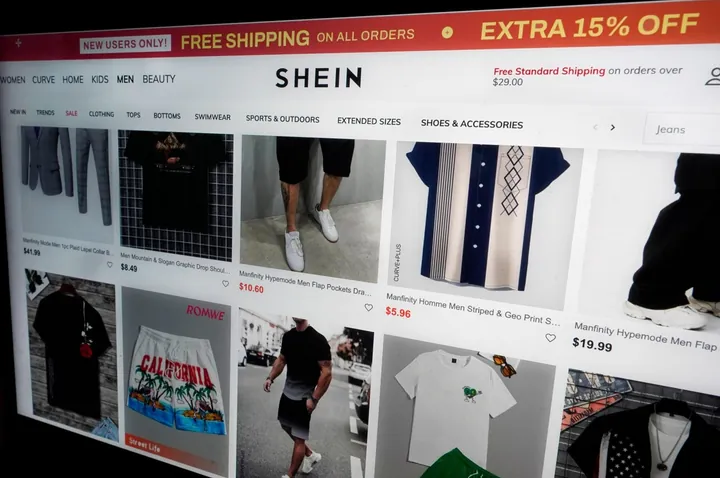 NEW USERS ONLY! FREE SHIPPING ON ALL ORDERS EXTRA 15% OFF
WOMEN CURVE HOME KIDS MEN BEAUTY
SHEIN
Free Standard Shipping on orders over
$29.00
NEW IN TRENDS SALE CLOTHING TOPS BOTTOMS SWIMWEAR SPORTS & OUTDOORS EXTENDED SIZES SHOES & ACCESSORIES
Jeans
CURVE+PLUS
Manfinity Mode Men 1pc Plaid Lapel Collar B...
$41.99
Men Mountain & Slogan Graphic Drop Shoul...
$8.49
Manfinity Hypemode Men Flap Pockets Dra...
$10.60
Manfinity Homme Men Striped & Geo Print S...
$5.96
Manfinity Hypemode Men Flap
$19.99
ROMWE
CALIFORNIA
Street Life